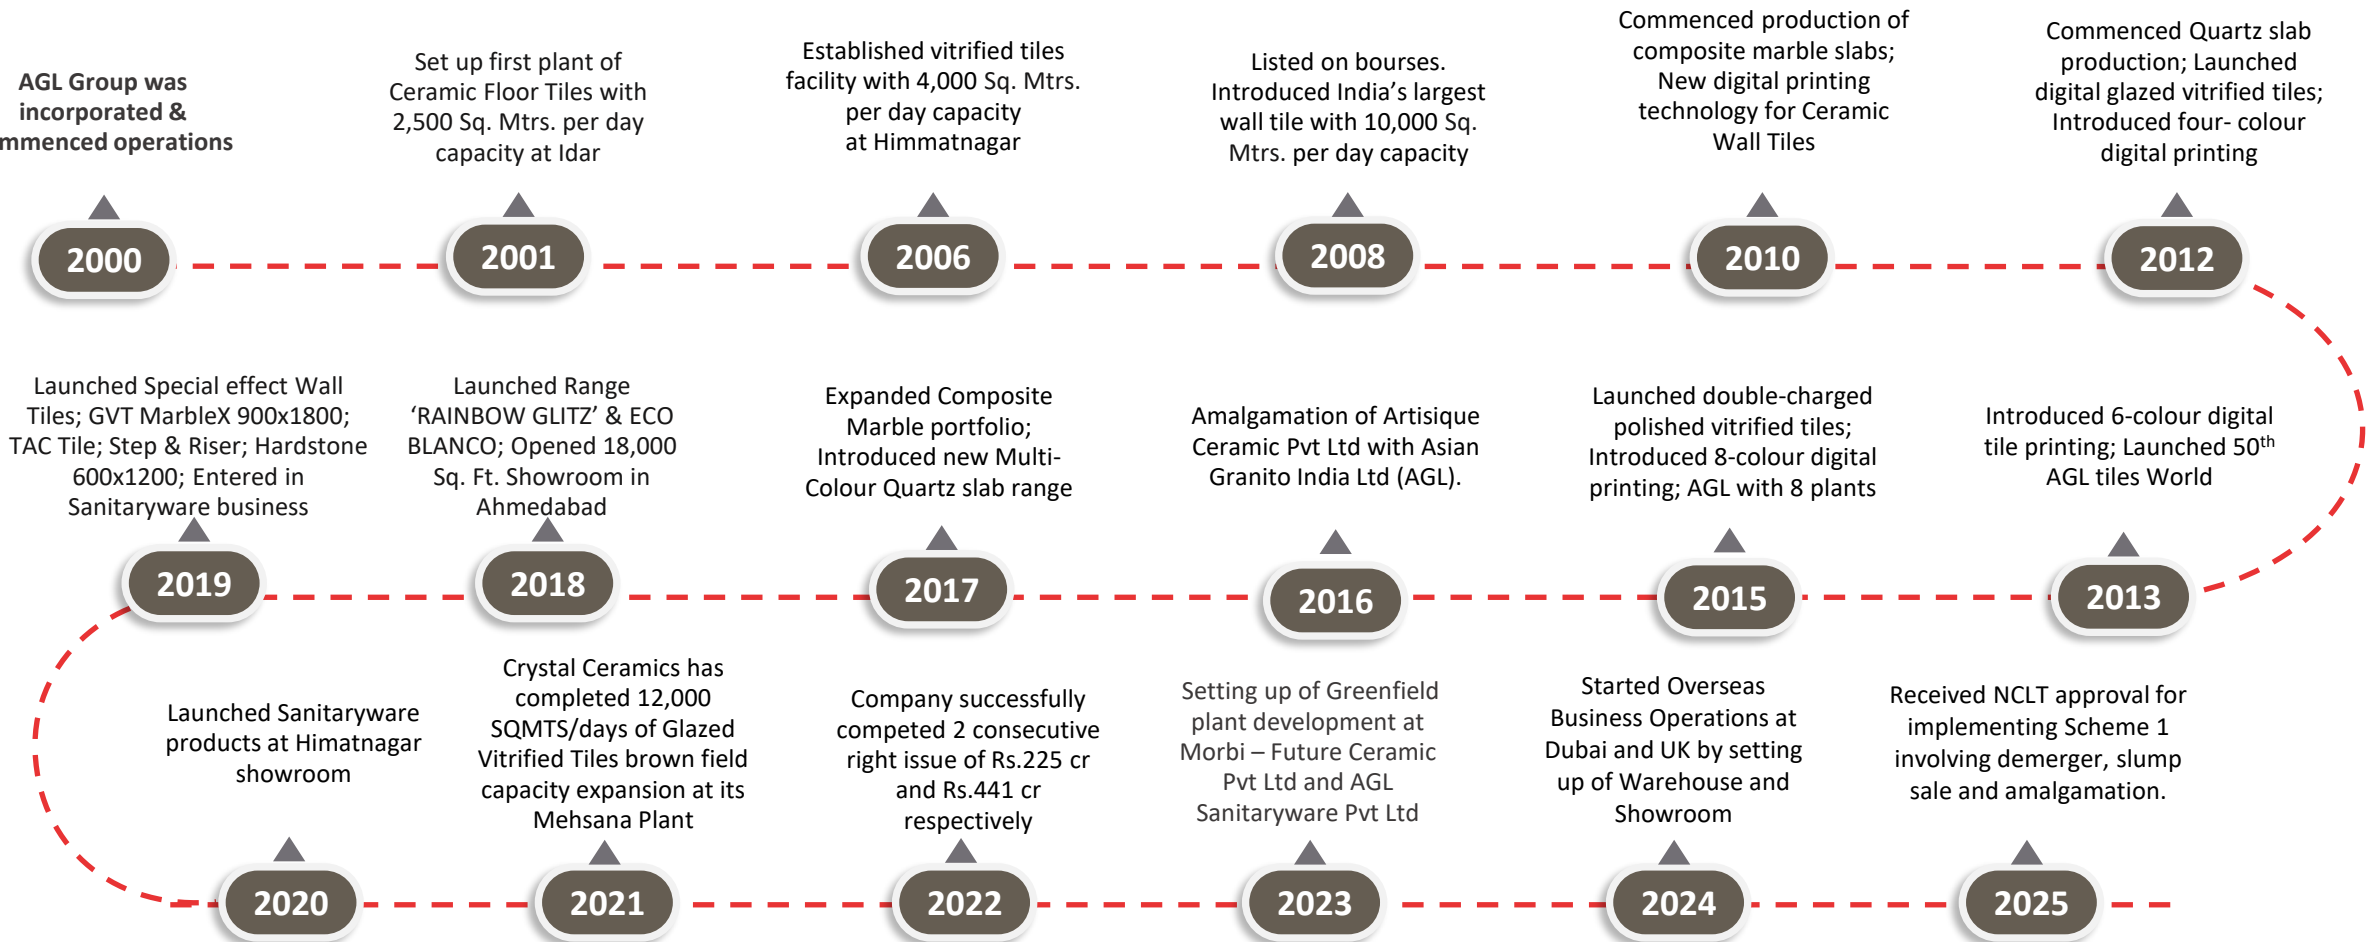 AGL Group was
incorporated &
mmenced operations
2000
Set up first plant of
Ceramic Floor Tiles with
2,500 Sq. Mtrs. per day
capacity at Idar
2001
Established vitrified tiles
facility with 4,000 Sq. Mtrs.
per day capacity
at Himmatnagar
2006
Listed on bourses.
Introduced India’s largest
wall tile with 10,000 Sq.
Mtrs. per day capacity
2008
Commenced production of
composite marble slabs;
New digital printing
technology for Ceramic
Wall Tiles
2010
Commenced Quartz slab
production; Launched
digital glazed vitrified tiles;
Introduced four- colour
digital printing
2012
Introduced 6-colour digital
tile printing; Launched 50th
AGL tiles World
2013
Launched double-charged
polished vitrified tiles;
Introduced 8-colour digital
printing; AGL with 8 plants
2015
Amalgamation of Artisique
Ceramic Pvt Ltd with Asian
Granito India Ltd (AGL).
2016
Expanded Composite
Marble portfolio;
Introduced new Multi-
Colour Quartz slab range
2017
Launched Range
‘RAINBOW GLITZ’ & ECO
BLANCO; Opened 18,000
Sq. Ft. Showroom in
Ahmedabad
2018
Launched Special effect Wall
Tiles; GVT MarbleX 900x1800;
TAC Tile; Step & Riser; Hardstone
600x1200; Entered in
Sanitaryware business
2019
Launched Sanitaryware
products at Himatnagar
showroom
2020
Crystal Ceramics has
completed 12,000
SQMTS/days of Glazed
Vitrified Tiles brown field
capacity expansion at its
Mehsana Plant
2021
Company successfully
competed 2 consecutive
right issue of Rs.225 cr
and Rs.441 cr
respectively
2022
Setting up of Greenfield
plant development at
Morbi – Future Ceramic
Pvt Ltd and AGL
Sanitaryware Pvt Ltd
2023
Started Overseas
Business Operations at
Dubai and UK by setting
up of Warehouse and
Showroom
2024
Received NCLT approval for
implementing Scheme 1
involving demerger, slump
sale and amalgamation.
2025